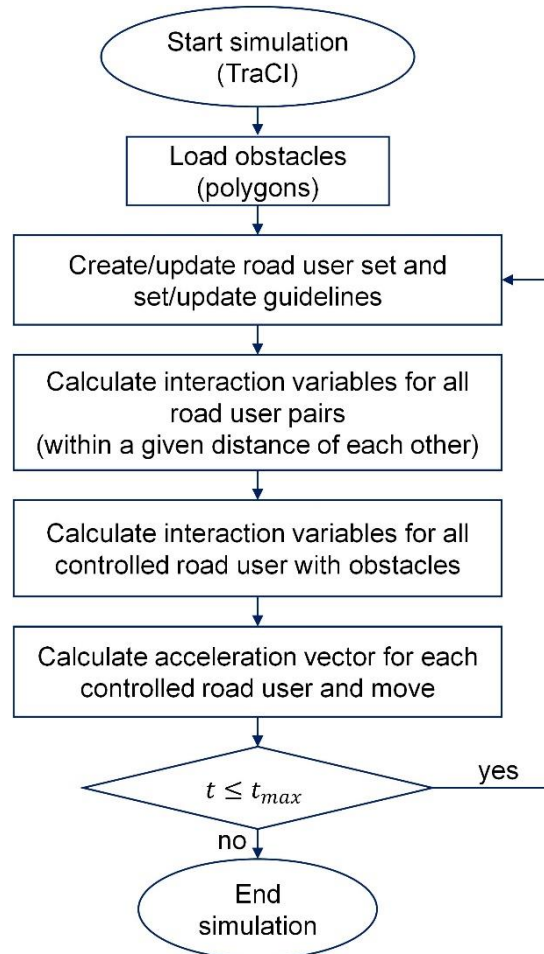 Start simulation
(TraCI)
Load obstacles
(polygons)
Create/update road user set and
set/update guidelines
Calculate interaction variables for all
road user pairs
(within a given distance of each other)
Calculate interaction variables for all
controlled road user with obstacles
Calculate acceleration vector for each
controlled road user and move
t ≤ t_max
yes
no
End
simulation